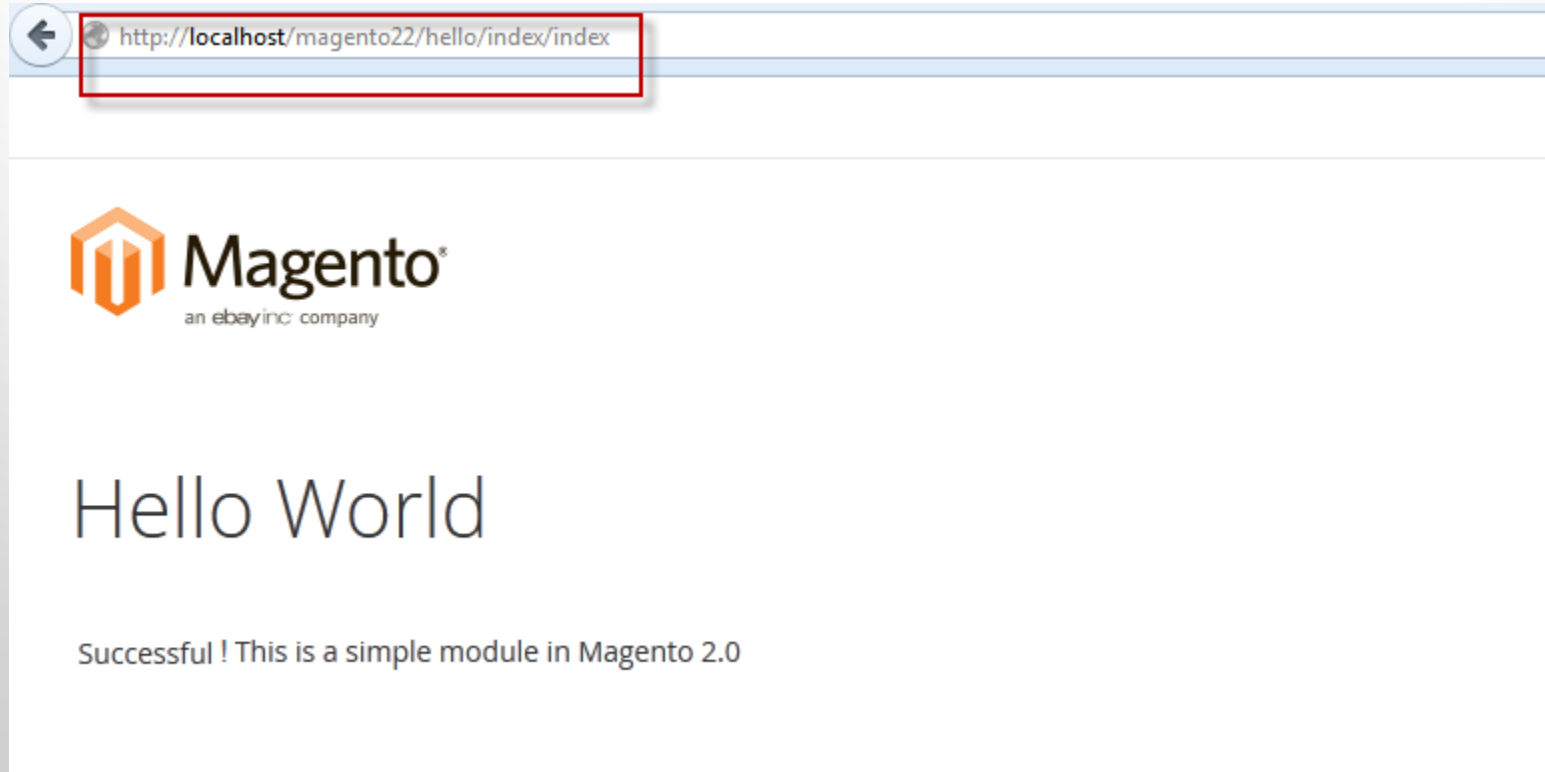 http://localhost/magento22/hello/index/index
Magento®
an ebay inc company
Hello World
Successful ! This is a simple module in Magento 2.0